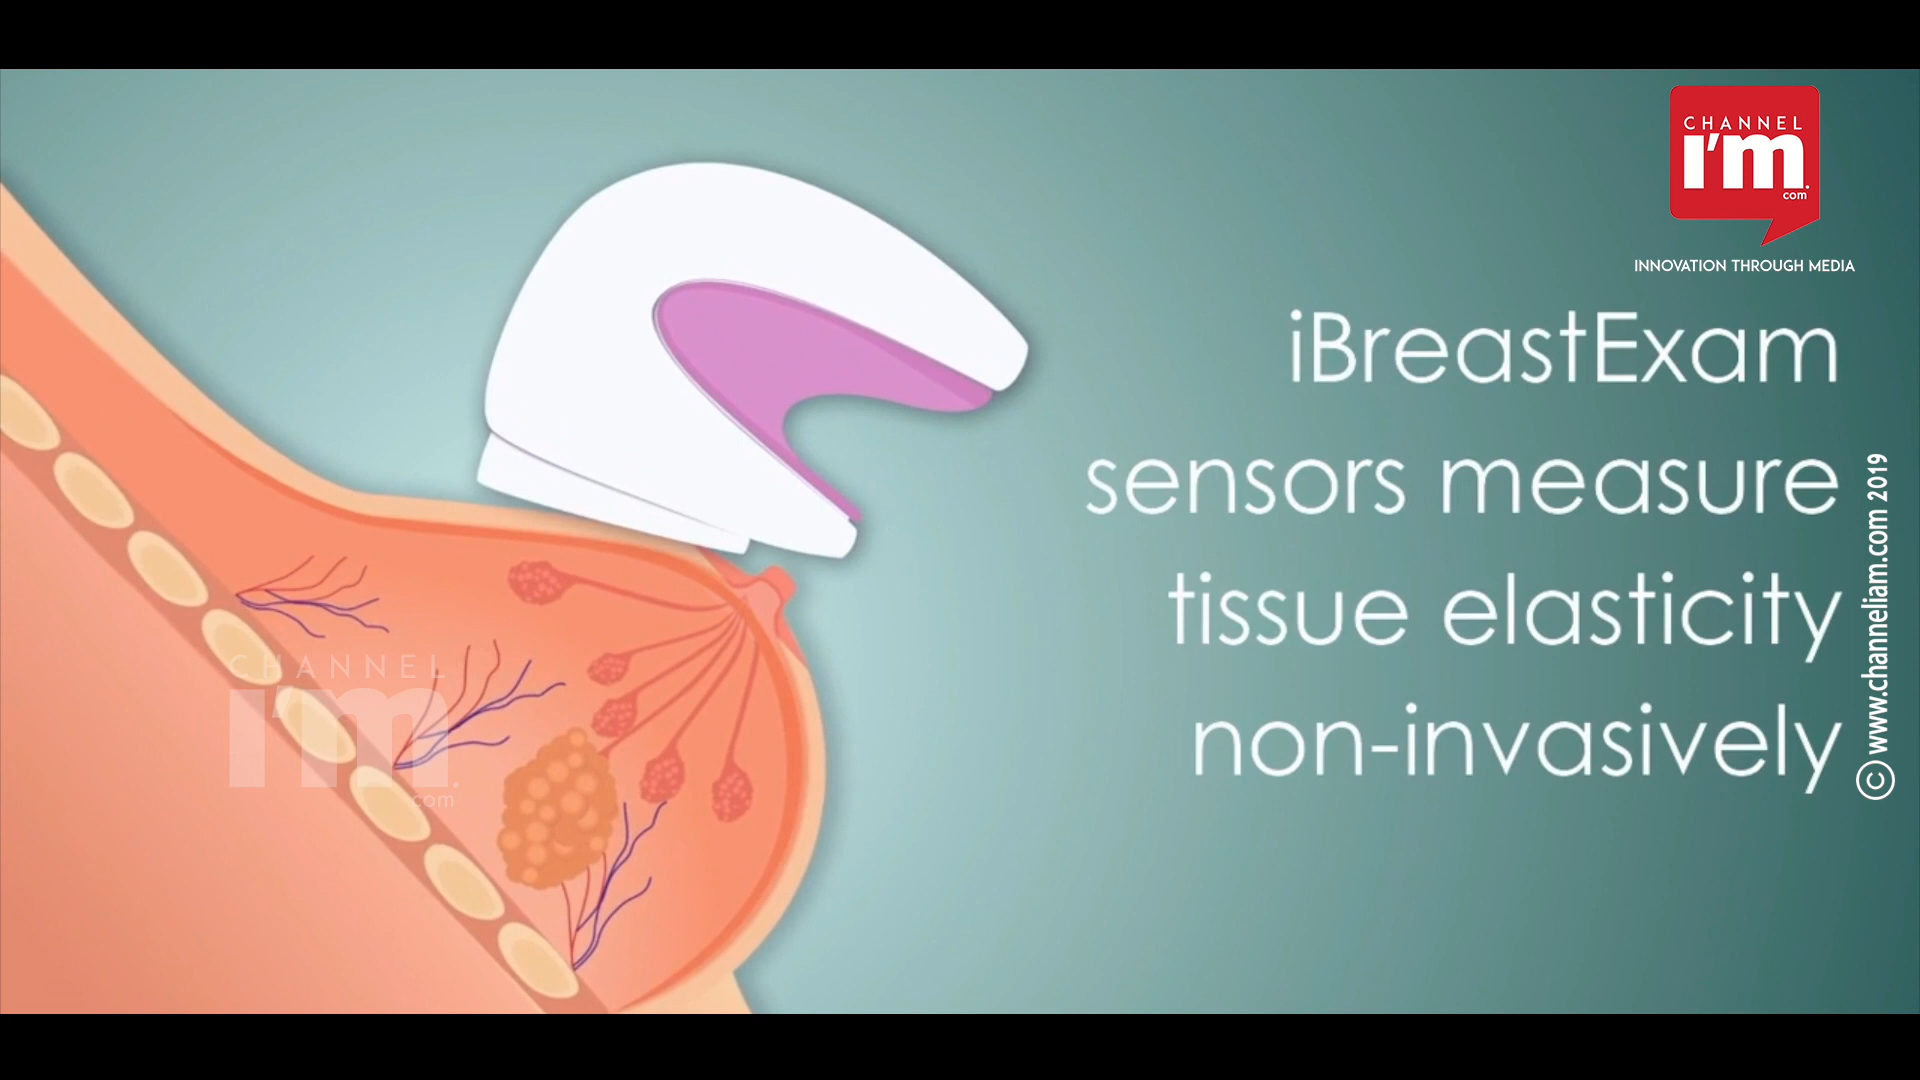 CHANNEL
i'm.
com
INNOVATION THROUGH MEDIA
iBreastExam
sensors measure
tissue elasticity
non-invasively
© www.channeliam.com 2019
CHANNEL
i'm.
.com